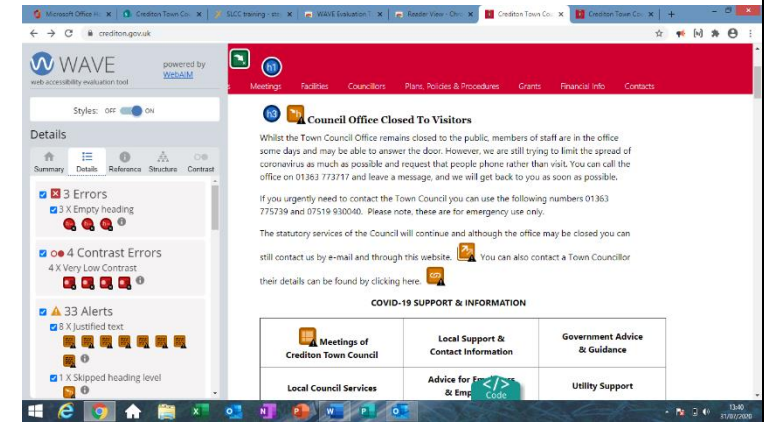 Microsoft Office Ho
Crediton Town Cou
SLCC training - stor
WAVE Evaluation T
Reader View - Chro
Crediton Town Cou
Crediton Town Cou
crediton.gov.uk
WAVE
web accessibility evaluation tool
powered by
WebAIM
Styles: OFF ON
Details
Summary Details Reference Structure Contrast
3 Errors
3 X Empty heading
4 Contrast Errors
4 X Very Low Contrast
33 Alerts
8 X Justified text
1 X Skipped heading level
h1
s Meetings Facilities Councillors Plans, Policies & Procedures Grants Financial Info Contacts
h3 Council Office Closed To Visitors
Whilst the Town Council Office remains closed to the public, members of staff are in the office
some days and may be able to answer the door. However, we are still trying to limit the spread of
coronavirus as much as possible and request that people phone rather than visit. You can call the
office on 01363 773717 and leave a message, and we will get back to you as soon as possible.
If you urgently need to contact the Town Council you can use the following numbers 01363
775739 and 07519 930040. Please note, these are for emergency use only.
The statutory services of the Council will continue and although the office may be closed you can
still contact us by e-mail and through this website. You can also contact a Town Councillor
their details can be found by clicking here.
COVID-19 SUPPORT & INFORMATION
Meetings of
Crediton Town Council
Local Support &
Contact Information
Government Advice
& Guidance
Local Council Services
Advice for
& Emp
Utility Support
</>
Code
13:40
31/07/2020